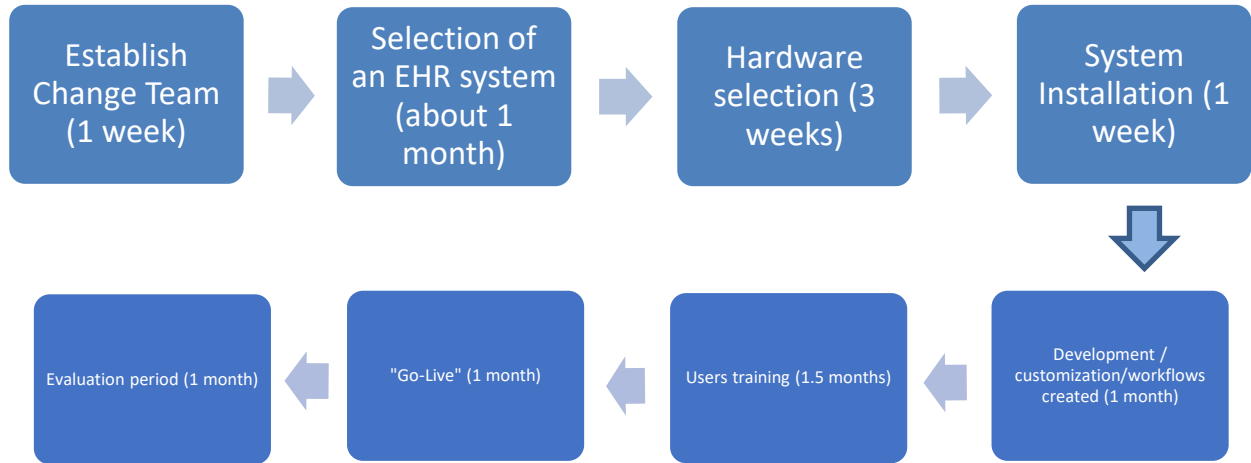 Establish
Change Team
(1 week)
Selection of
an EHR system
(about 1
month)
Hardware
selection (3
weeks)
System
Installation (1
week)
Development /
customization/workflows
created (1 month)
Users training (1.5 months)
"Go-Live" (1 month)
Evaluation period (1 month)